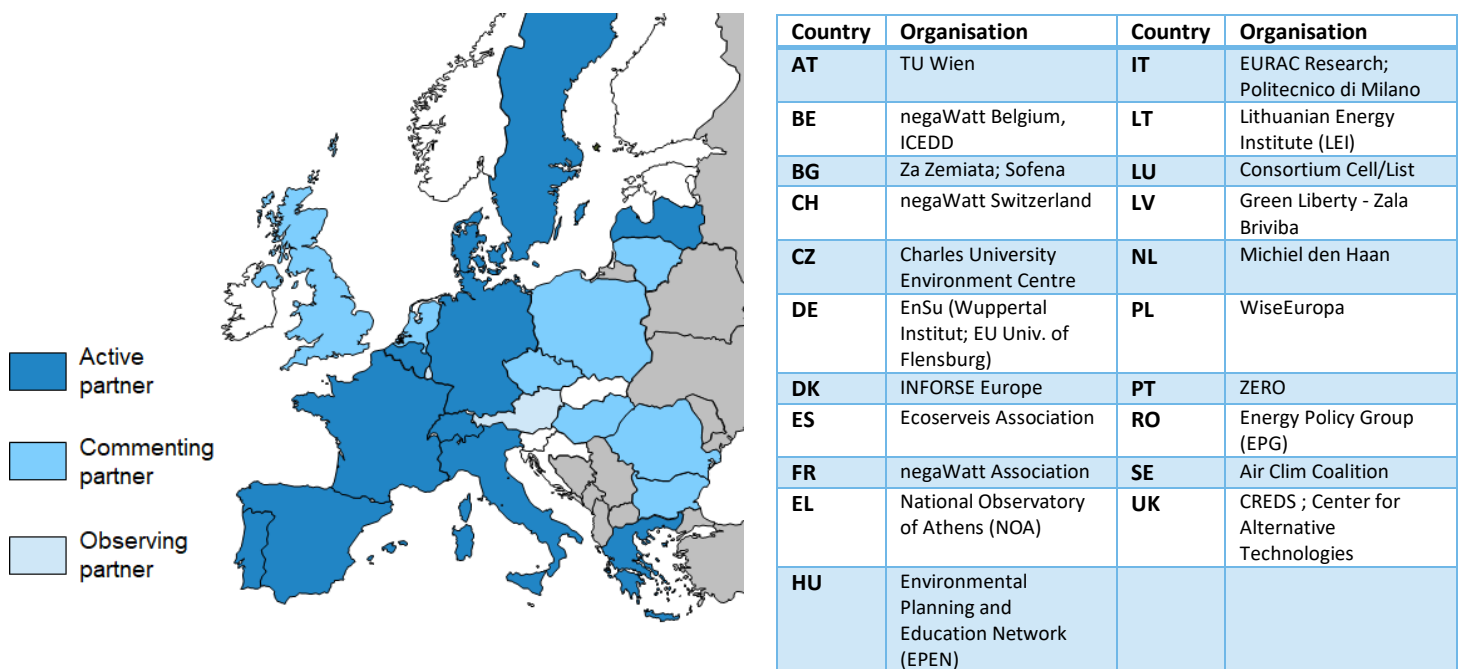 Active
partner
Commenting
partner
Observing
partner
Country Organisation Country Organisation
AT TU Wien IT EURAC Research;
Politecnico di Milano
BE negaWatt Belgium,
ICEDD
LT Lithuanian Energy
Institute (LEI)
BG Za Zemiata; Sofena LU Consortium Cell/List
CH negaWatt Switzerland LV Green Liberty - Zala
Briviba
CZ Charles University
Environment Centre
NL Michiel den Haan
DE EnSu (Wuppertal
Institut; EU Univ. of
Flensburg)
PL WiseEuropa
DK INFORSE Europe PT ZERO
ES Ecoserveis Association RO Energy Policy Group
(EPG)
FR negaWatt Association SE Air Clim Coalition
EL National Observatory
of Athens (NOA)
UK CREDS ; Center for
Alternative
Technologies
HU Environmental
Planning and
Education Network
(EPEN)